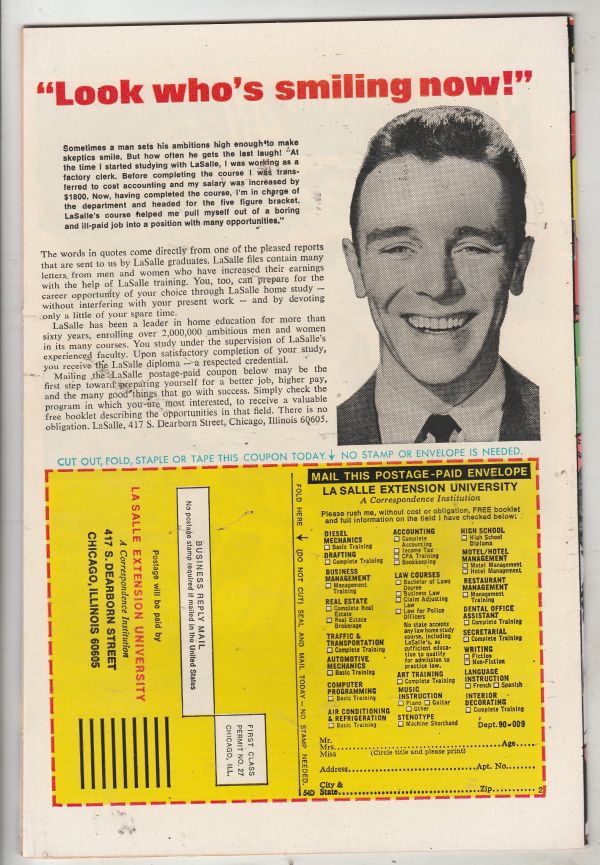 “Look who’s smiling now!”
Sometimes a man sets his ambitions high enough to make
skeptics smile. But how often he gets the last laugh! "At
the time I started studying with LaSalle, I was working as a
factory clerk. Before completing the course I was trans-
ferred to cost accounting and my salary was increased by
$1800. Now, having completed the course, I'm in charge of
the department and headed for the five figure bracket.
LaSalle's course helped me pull myself out of a boring
and ill-paid job into a position with many opportunities."
The words in quotes come directly from one of the pleased reports
that are sent to us by LaSalle graduates. LaSalle files contain many
letters from men and women who have increased their earnings
with the help of LaSalle training. You, too, can prepare for the
career opportunity of your choice through LaSalle home study —
without interfering with your present work — and by devoting
only a little of your spare time.
LaSalle has been a leader in home education for more than
sixty years, enrolling over 2,000,000 ambitious men and women
in its many courses. You study under the supervision of LaSalle's
experienced faculty. Upon satisfactory completion of your study,
you receive the LaSalle diploma — a respected credential.
Mailing the LaSalle postage-paid coupon below may be the
first step toward preparing yourself for a better job, higher pay,
and the many good things that go with success. Simply check the
program in which you are most interested, to receive a valuable
free booklet describing the opportunities in that field. There is no
obligation. LaSalle, 417 S. Dearborn Street, Chicago, Illinois 60605.
CUT OUT, FOLD, STAPLE OR TAPE THIS COUPON TODAY. ↓ NO STAMP OR ENVELOPE IS NEEDED.
BUSINESS REPLY MAIL
No postage stamp required if mailed in the United States
FIRST CLASS
PERMIT NO. 27
CHICAGO, ILL.
Postage will be paid by
LA SALLE EXTENSION UNIVERSITY
A Correspondence Institution
417 S. DEARBORN STREET
CHICAGO, ILLINOIS 60605
FOLD HERE → (DO NOT CUT) SEAL AND MAIL TODAY – NO STAMP NEEDED.
MAIL THIS POSTAGE-PAID ENVELOPE
LA SALLE EXTENSION UNIVERSITY
A Correspondence Institution
Please rush me, without cost or obligation, FREE booklet
and full information on the field I have checked below:
DIESEL
MECHANICS
☐ Basic Training
DRAFTING
☐ Complete Training
BUSINESS
MANAGEMENT
☐ Management
Training
REAL ESTATE
☐ Complete Real
Estate
☐ Real Estate
Brokerage
TRAFFIC &
TRANSPORTATION
☐ Complete Training
AUTOMOTIVE
MECHANICS
☐ Basic Training
COMPUTER
PROGRAMMING
☐ Basic Training
AIR CONDITIONING
& REFRIGERATION
☐ Basic Training
ACCOUNTING
☐ Complete
Accounting
☐ Income Tax
☐ CPA Training
☐ Bookkeeping
LAW COURSES
☐ Bachelor of Laws
Degree
☐ Business Law
☐ Claim Adjusting
Law
☐ Law for Police
Officers
No state accepts
any law home study
course, including
LaSalle's, as
sufficient educa-
tion to qualify
for admission to
practice law.
ART TRAINING
☐ Complete Training
MUSIC
INSTRUCTION
☐ Piano ☐ Guitar
☐ Other
STENOTYPE
☐ Machine Shorthand
HIGH SCHOOL
☐ High School
Diploma
MOTEL/HOTEL
MANAGEMENT
☐ Motel Management
☐ Hotel Management
RESTAURANT
MANAGEMENT
☐ Management
Training
DENTAL OFFICE
ASSISTANT
☐ Complete Training
SECRETARIAL
☐ Complete Training
WRITING
☐ Fiction
☐ Non-Fiction
LANGUAGE
INSTRUCTION
☐ French ☐ Spanish
INTERIOR
DECORATING
☐ Complete Training
Dept. 90-009
Mr.
Mrs. Age
Miss (Circle title and please print)
Address Apt. No.
City &
State Zip
54D 2